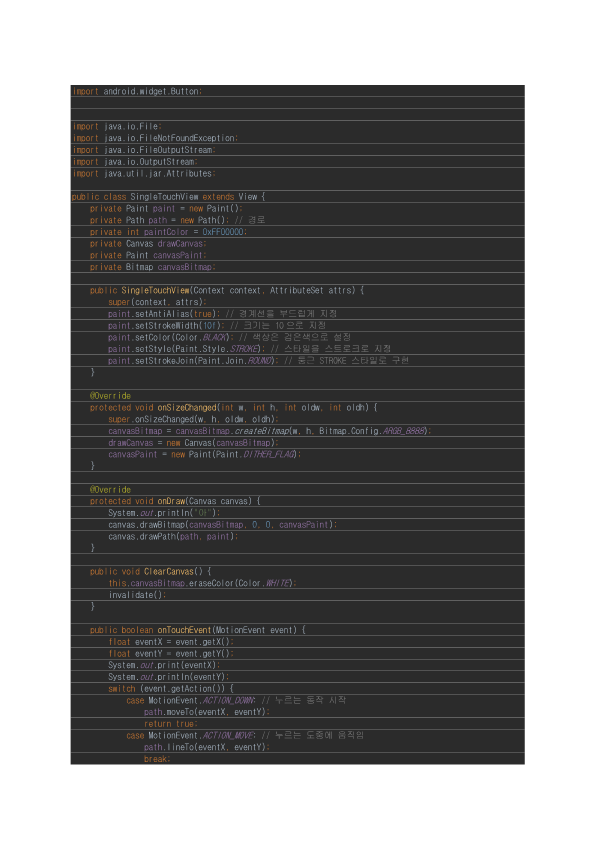 import android.widget.Button;
import java.io.File;
import java.io.FileNotFoundException;
import java.io.FileOutputStream;
import java.io.OutputStream;
import java.util.jar.Attributes;
public class SingleTouchView extends View {
private Paint paint = new Paint();
private Path path = new Path(); // 경로
private int paintColor = 0xFF00000;
private Canvas drawCanvas;
private Paint canvasPaint;
private Bitmap canvasBitmap;
public SingleTouchView(Context context, AttributeSet attrs) {
super(context, attrs);
paint.setAntiAlias(true); // 경계선을 부드럽게 지정
paint.setStrokeWidth(10f); // 크기는 10으로 지정
paint.setColor(Color.BLACK); // 색상은 검은색으로 설정
paint.setStyle(Paint.Style.STROKE); // 스타일을 스트로크로 지정
paint.setStrokeJoin(Paint.Join.ROUND); // 둥근 STROKE 스타일로 구현
}
@Override
protected void onSizeChanged(int w, int h, int oldw, int oldh) {
super.onSizeChanged(w, h, oldw, oldh);
canvasBitmap = canvasBitmap.createBitmap(w, h, Bitmap.Config.ARGB_8888);
drawCanvas = new Canvas(canvasBitmap);
canvasPaint = new Paint(Paint.DITHER_FLAG);
}
@Override
protected void onDraw(Canvas canvas) {
System.out.println("야");
canvas.drawBitmap(canvasBitmap, 0, 0, canvasPaint);
canvas.drawPath(path, paint);
}
public void ClearCanvas() {
this.canvasBitmap.eraseColor(Color.WHITE);
invalidate();
}
public boolean onTouchEvent(MotionEvent event) {
float eventX = event.getX();
float eventY = event.getY();
System.out.print(eventX);
System.out.println(eventY);
switch (event.getAction()) {
case MotionEvent.ACTION_DOWN: // 누르는 동작 시작
path.moveTo(eventX, eventY);
return true;
case MotionEvent.ACTION_MOVE: // 누르는 도중에 움직임
path.lineTo(eventX, eventY);
break;